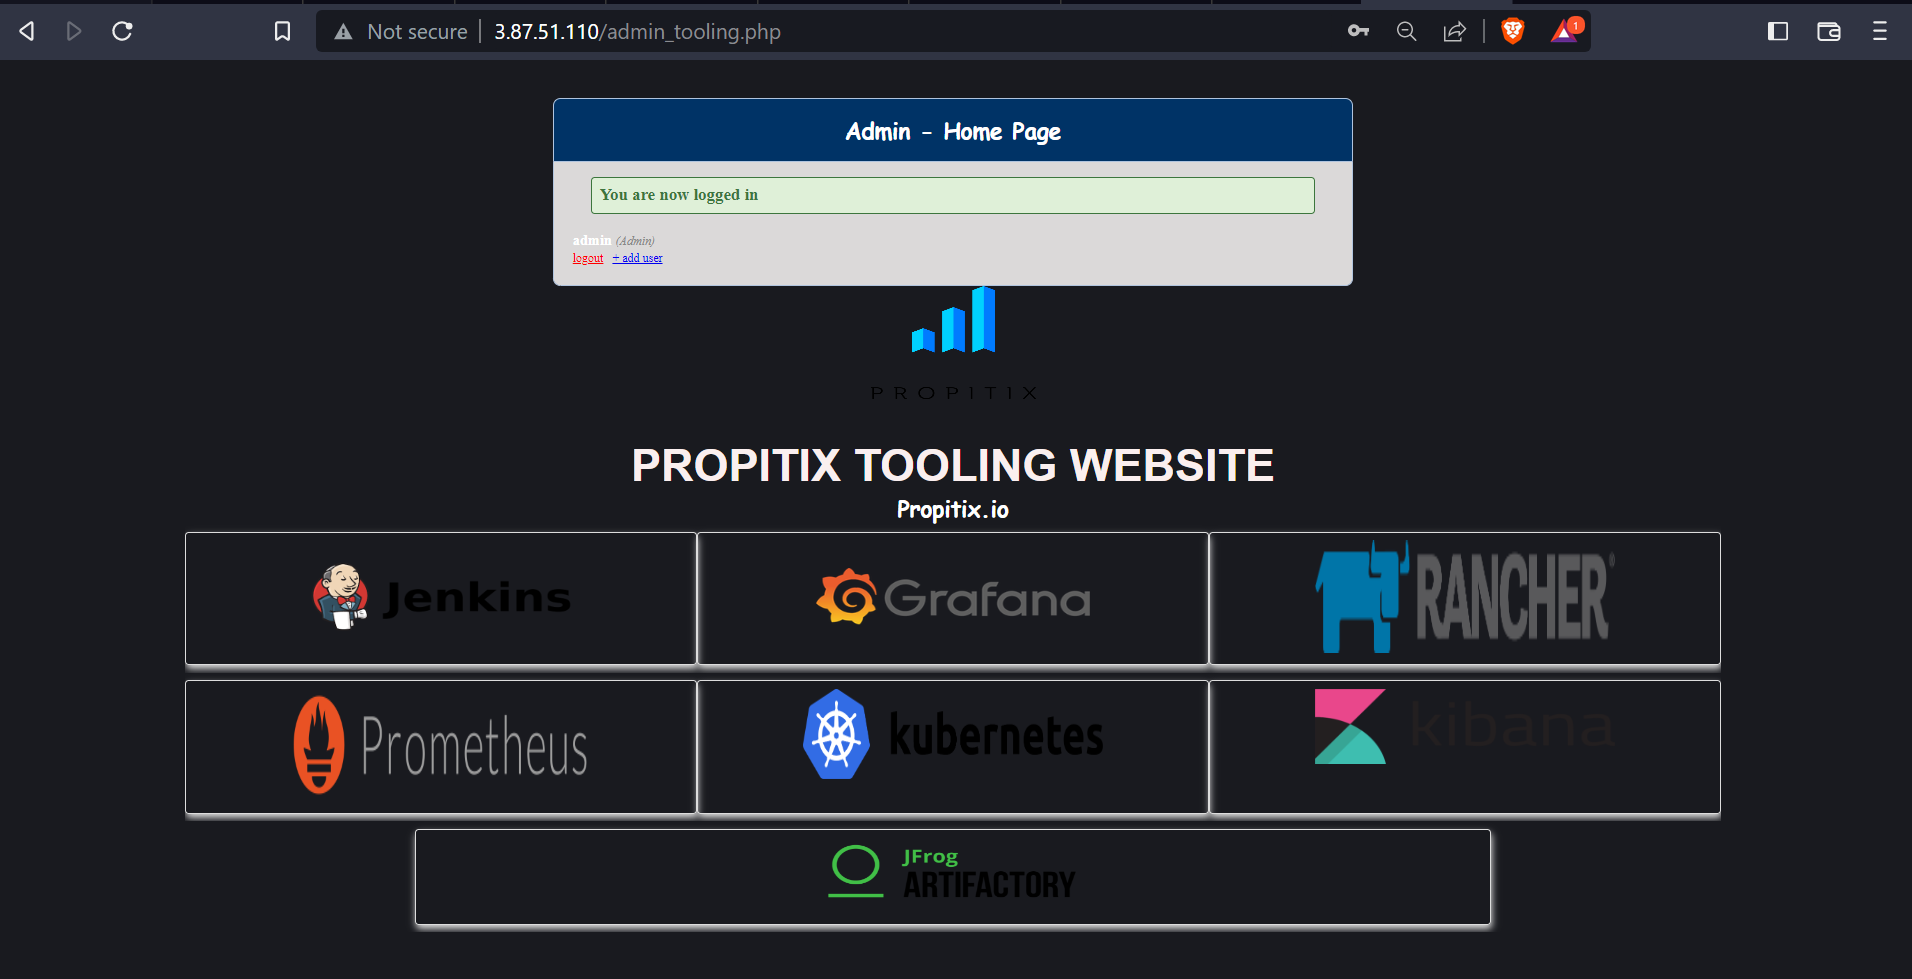 Not secure 3.87.51.110/admin_tooling.php
1
Admin - Home Page
You are now logged in
admin (Admin)
logout + add user
PROPITIX
PROPITIX TOOLING WEBSITE
Propitix.io
Jenkins
Grafana
RANCHER®
Prometheus
kubernetes
kibana
JFrog
ARTIFACTORY